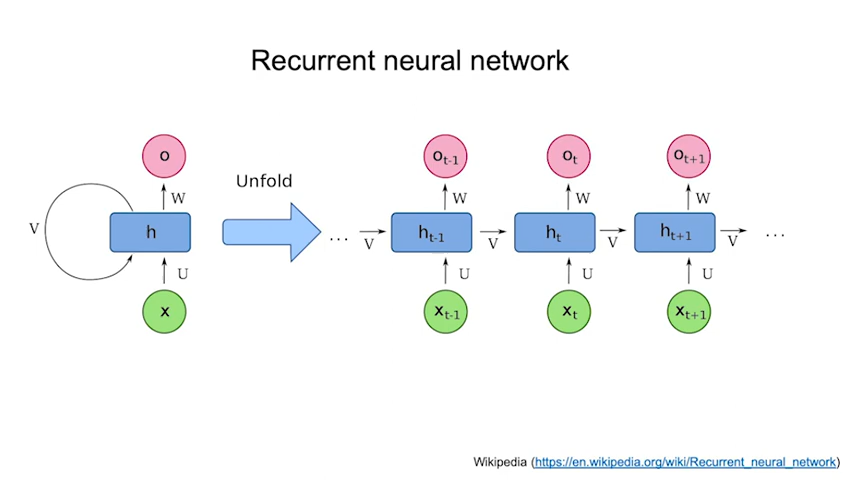 Recurrent neural network
o
W
V
h
U
x
Unfold
... V
o_t-1
W
h_t-1
V
U
x_t-1
o_t
W
h_t
V
U
x_t
o_t+1
W
h_t+1
V ...
U
x_t+1
Wikipedia (https://en.wikipedia.org/wiki/Recurrent_neural_network)